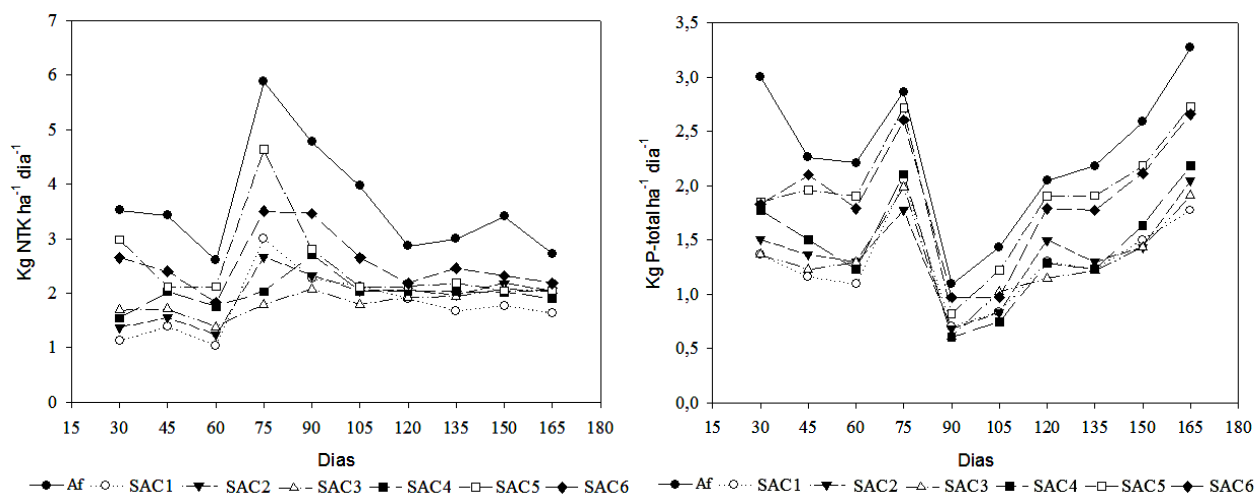 7
6
5
4
3
2
1
0
Kg NTK ha⁻¹ dia⁻¹
15 30 45 60 75 90 105 120 135 150 165 180
Dias
Af SAC1 SAC2 SAC3 SAC4 SAC5 SAC6
3,5
3,0
2,5
2,0
1,5
1,0
0,5
0,0
Kg P-total ha⁻¹ dia⁻¹
15 30 45 60 75 90 105 120 135 150 165 180
Dias
Af SAC1 SAC2 SAC3 SAC4 SAC5 SAC6